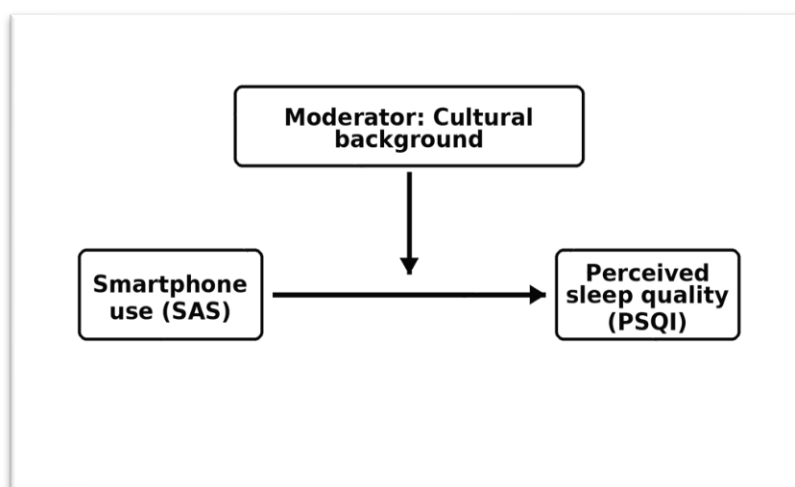 Moderator: Cultural
background
Smartphone
use (SAS)
Perceived
sleep quality
(PSQI)